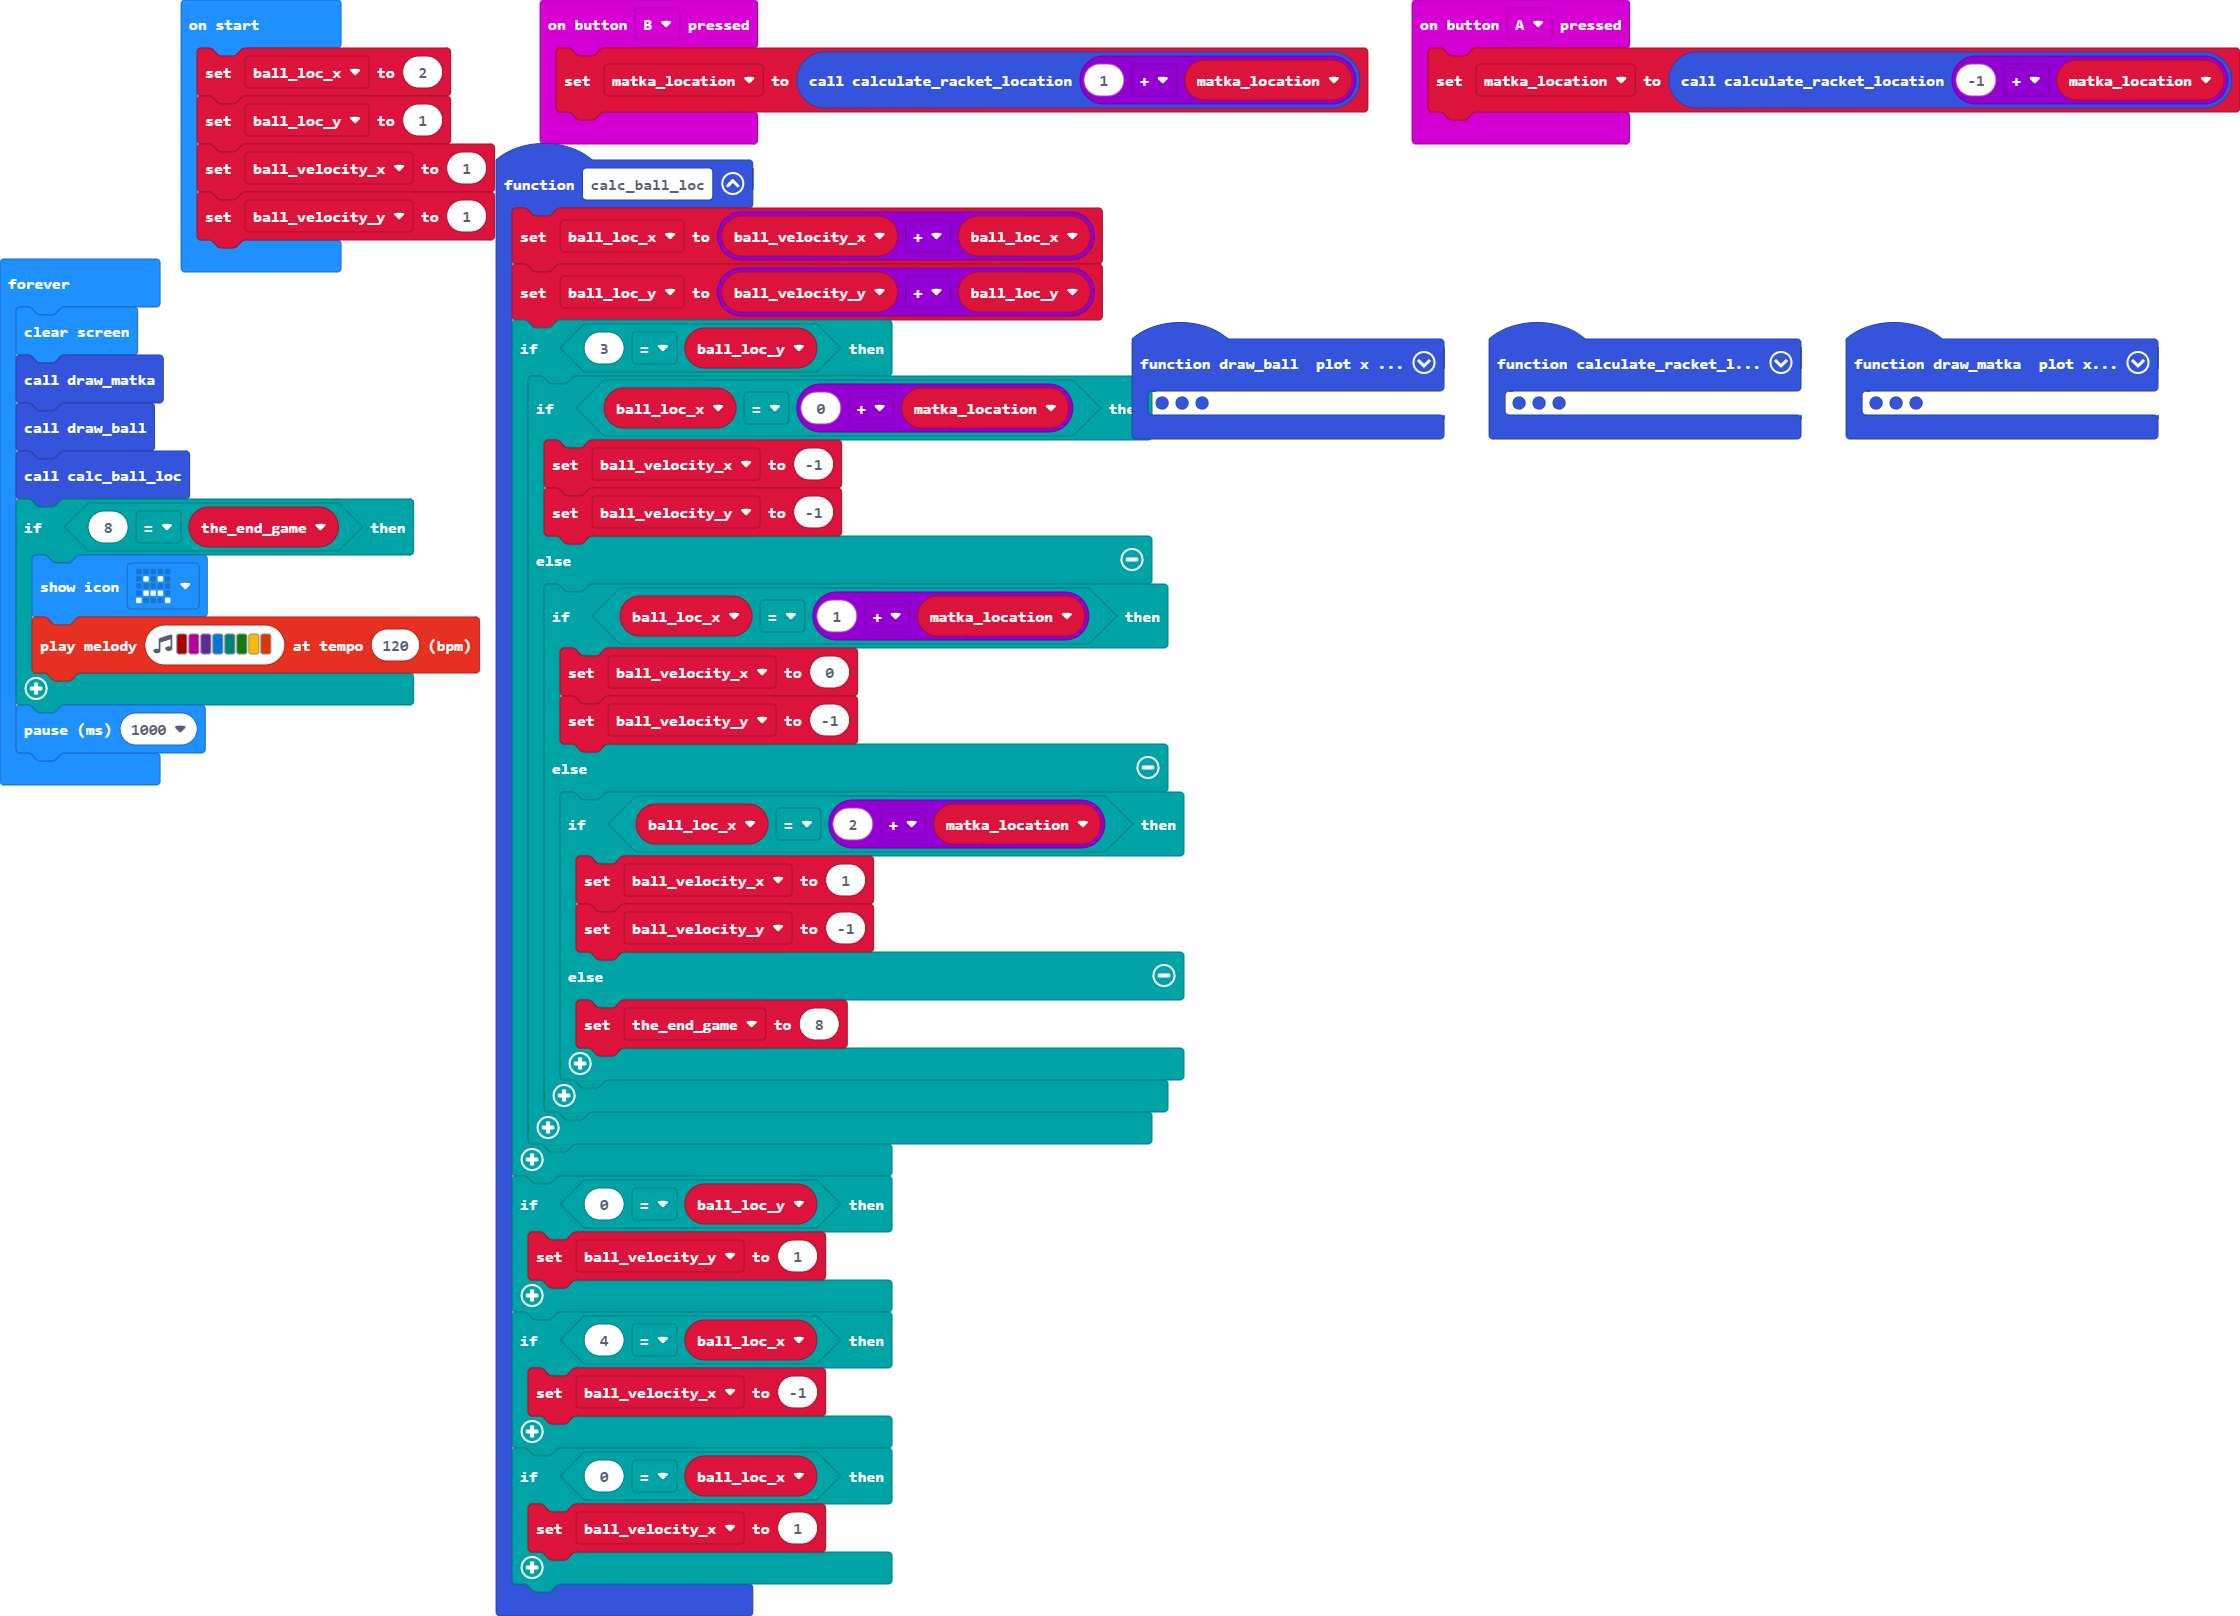 on start
set ball_loc_x to 2
set ball_loc_y to 1
set ball_velocity_x to 1
set ball_velocity_y to 1
on button B pressed
set matka_location to call calculate_racket_location 1 + matka_location
on button A pressed
set matka_location to call calculate_racket_location -1 + matka_location
forever
clear screen
call draw_matka
call draw_ball
call calc_ball_loc
if 8 = the_end_game then
show icon
play melody at tempo 120 (bpm)
pause (ms) 1000
function calc_ball_loc
set ball_loc_x to ball_velocity_x + ball_loc_x
set ball_loc_y to ball_velocity_y + ball_loc_y
if 3 = ball_loc_y then
if ball_loc_x = 0 + matka_location the
set ball_velocity_x to -1
set ball_velocity_y to -1
else
if ball_loc_x = 1 + matka_location then
set ball_velocity_x to 0
set ball_velocity_y to -1
else
if ball_loc_x = 2 + matka_location then
set ball_velocity_x to 1
set ball_velocity_y to -1
else
set the_end_game to 8
if 0 = ball_loc_y then
set ball_velocity_y to 1
if 4 = ball_loc_x then
set ball_velocity_x to -1
if 0 = ball_loc_x then
set ball_velocity_x to 1
function draw_ball plot x ...
function calculate_racket_l...
function draw_matka plot x...